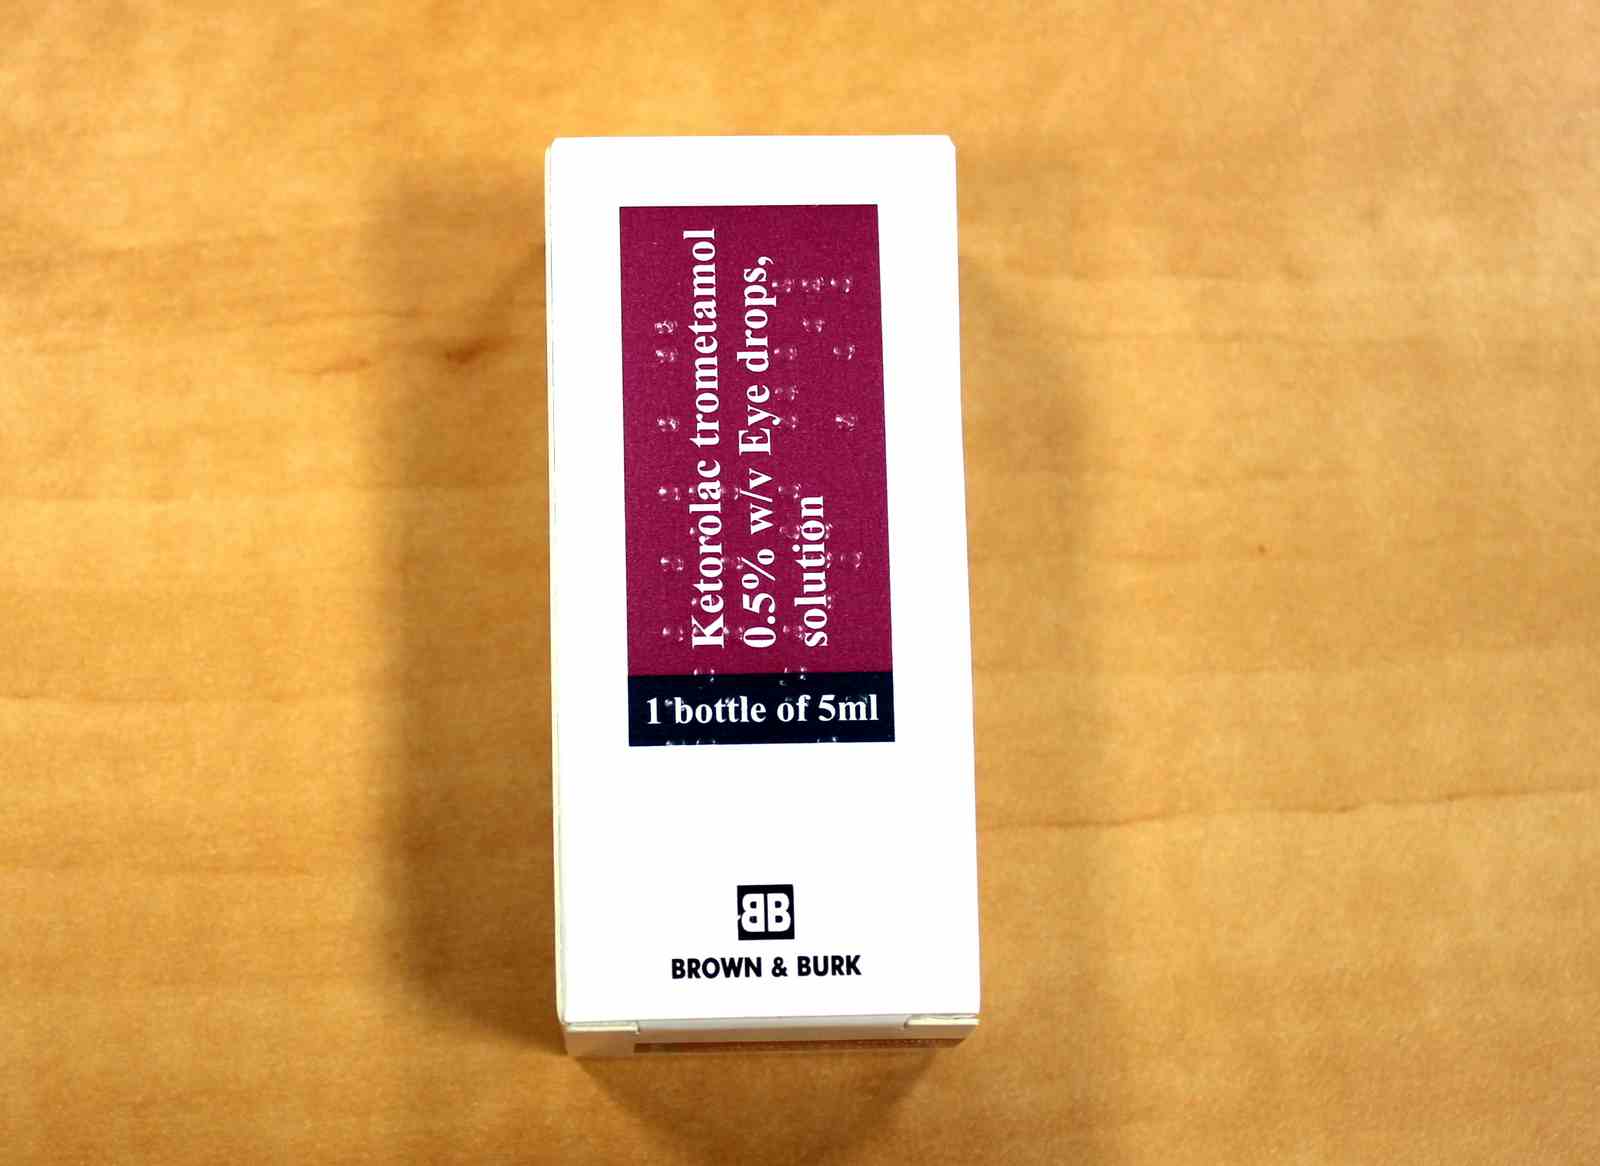 Ketorolac trometamol
0.5% w/v Eye drops,
solution
1 bottle of 5ml
BB
BROWN & BURK